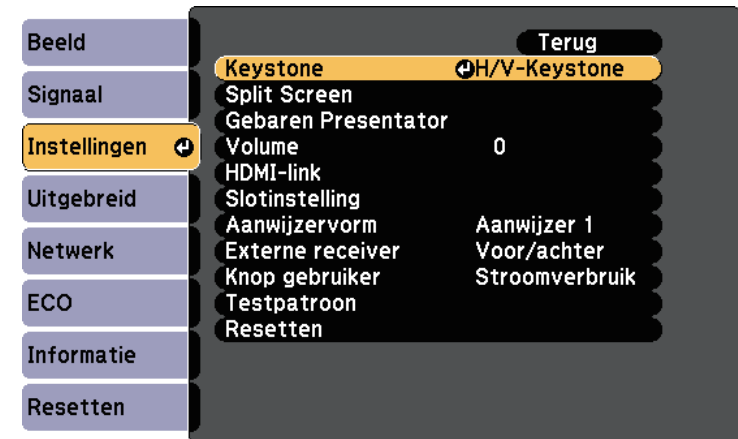 Beeld
Signaal
Instellingen
Uitgebreid
Netwerk
ECO
Informatie
Resetten
Terug
Keystone H/V-Keystone
Split Screen
Gebaren Presentator
Volume 0
HDMI-link
Slotinstelling
Aanwijzervorm Aanwijzer 1
Externe receiver Voor/achter
Knop gebruiker Stroomverbruik
Testpatroon
Resetten